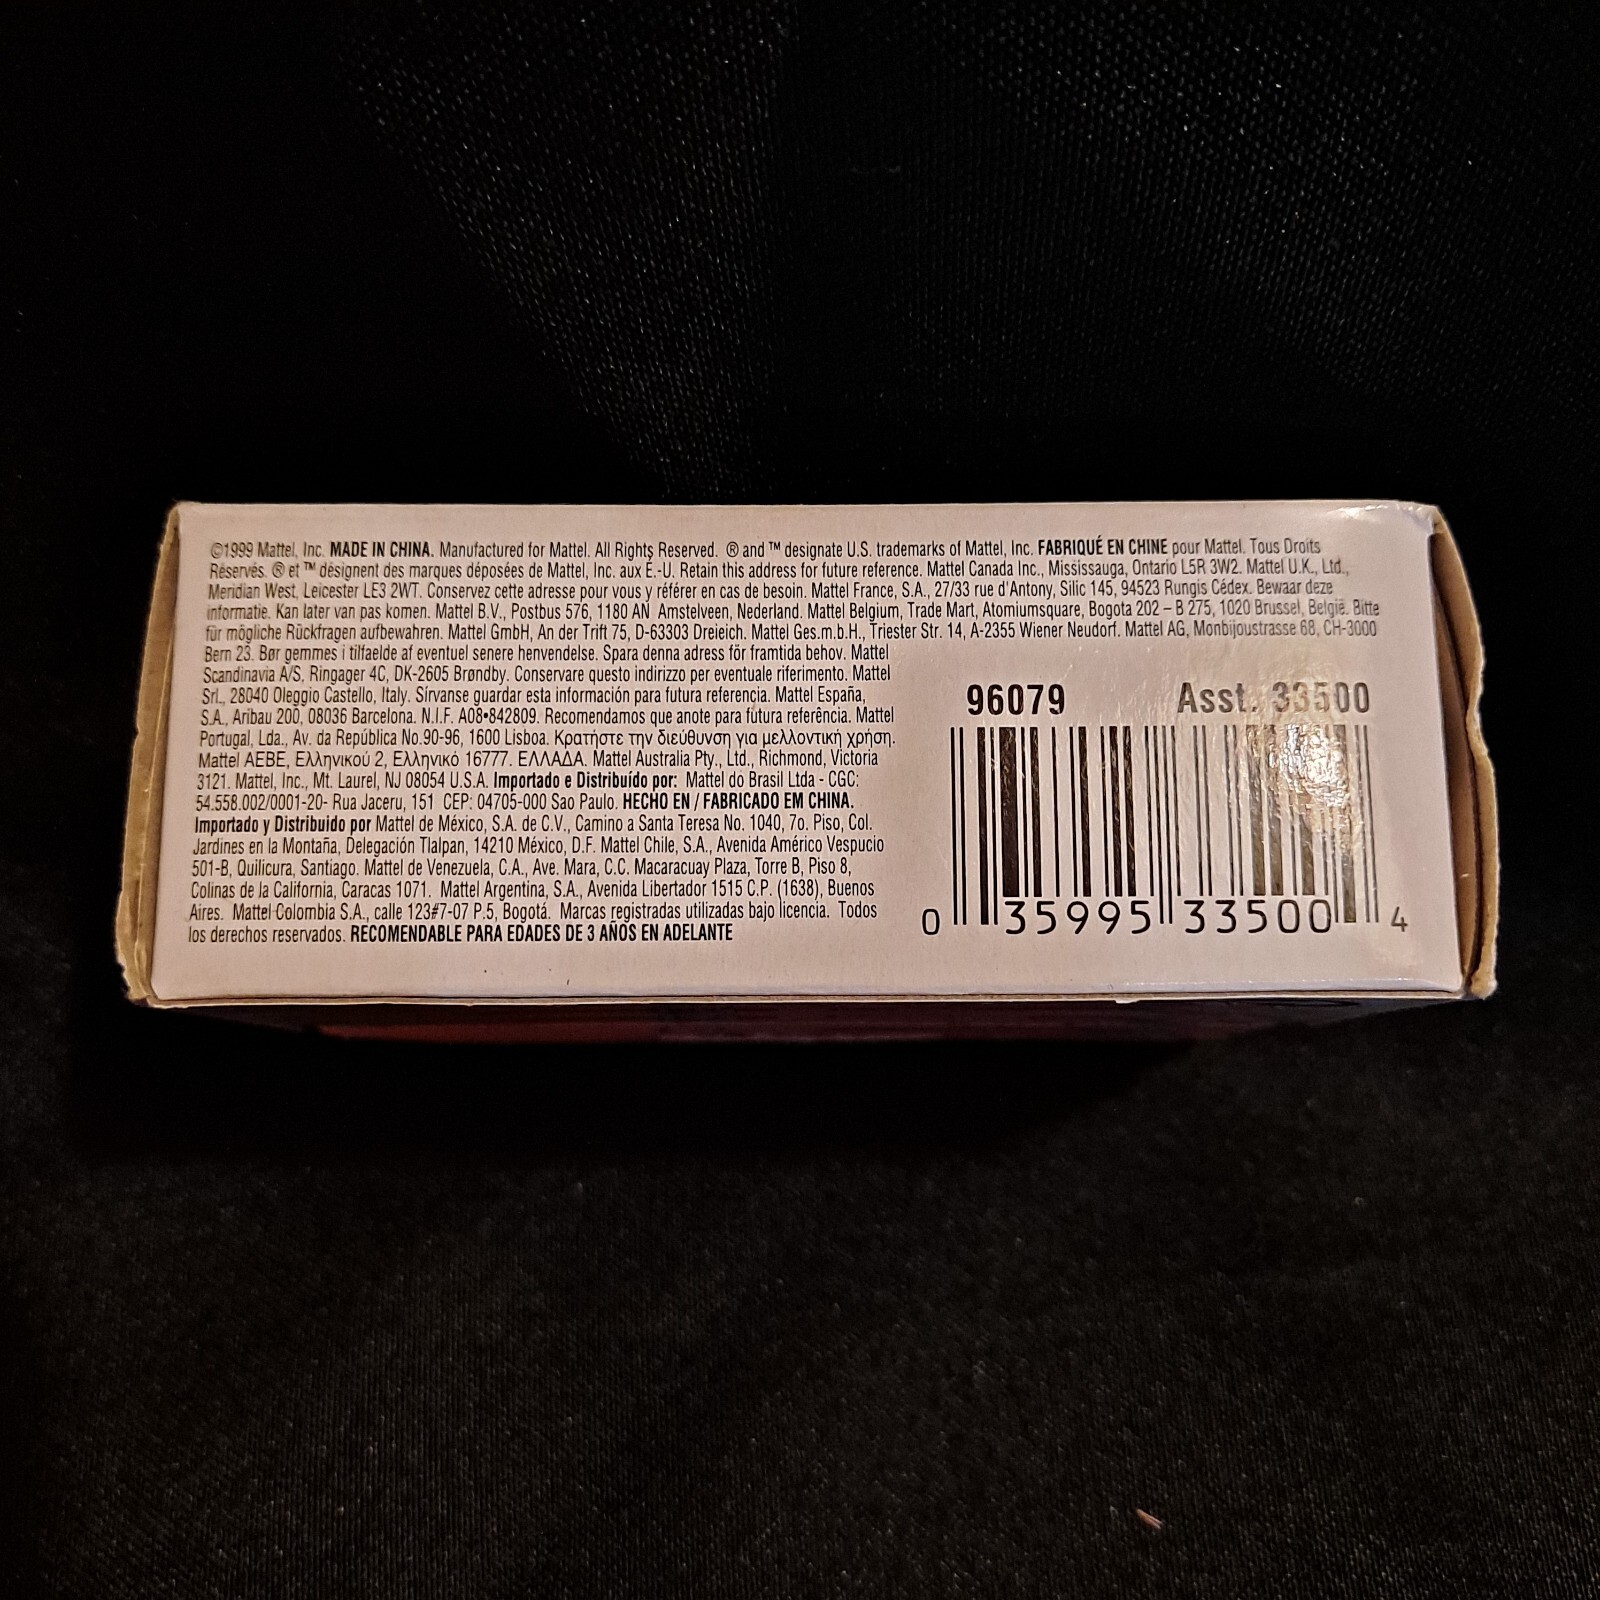 ©1999 Mattel, Inc. MADE IN CHINA. Manufactured for Mattel. All Rights Reserved. ® and ™ designate U.S. trademarks of Mattel, Inc. FABRIQUÉ EN CHINE pour Mattel. Tous Droits
Réservés. ® et ™ désignent des marques déposées de Mattel, Inc. aux É.-U. Retain this address for future reference. Mattel Canada Inc., Mississauga, Ontario L5R 3W2. Mattel U.K., Ltd.,
Meridian West, Leicester LE3 2WT. Conservez cette adresse pour vous y référer en cas de besoin. Mattel France, S.A., 27/33 rue d'Antony, Silic 145, 94523 Rungis Cédex. Bewaar deze
informatie. Kan later van pas komen. Mattel B.V., Postbus 576, 1180 AN Amstelveen, Nederland. Mattel Belgium, Trade Mart, Atomiumsquare, Bogota 202 – B 275, 1020 Brussel, België. Bitte
für mögliche Rückfragen aufbewahren. Mattel GmbH, An der Trift 75, D-63303 Dreieich. Mattel Ges.m.b.H., Triester Str. 14, A-2355 Wiener Neudorf. Mattel AG, Monbijoustrasse 68, CH-3000
Bern 23. Bør gemmes i tilfaelde af eventuel senere henvendelse. Spara denna adress för framtida behov. Mattel
Scandinavia A/S, Ringager 4C, DK-2605 Brøndby. Conservare questo indirizzo per eventuale riferimento. Mattel
Srl., 28040 Oleggio Castello, Italy. Sírvanse guardar esta información para futura referencia. Mattel España,
S.A., Aribau 200, 08036 Barcelona. N.I.F. A08•842809. Recomendamos que anote para futura referência. Mattel
Portugal, Lda., Av. da República No.90-96, 1600 Lisboa. Κρατήστε την διεύθυνση για μελλοντική χρήση.
Mattel AEBE, Ελληνικού 2, Ελληνικό 16777. ΕΛΛΑΔΑ. Mattel Australia Pty., Ltd., Richmond, Victoria
3121. Mattel, Inc., Mt. Laurel, NJ 08054 U.S.A. Importado e Distribuído por: Mattel do Brasil Ltda - CGC:
54.558.002/0001-20- Rua Jaceru, 151 CEP: 04705-000 Sao Paulo. HECHO EN / FABRICADO EM CHINA.
Importado y Distribuido por Mattel de México, S.A. de C.V., Camino a Santa Teresa No. 1040, 7o. Piso, Col.
Jardines en la Montaña, Delegación Tlalpan, 14210 México, D.F. Mattel Chile, S.A., Avenida Américo Vespucio
501-B, Quilicura, Santiago. Mattel de Venezuela, C.A., Ave. Mara, C.C. Macaracuay Plaza, Torre B, Piso 8,
Colinas de la California, Caracas 1071. Mattel Argentina, S.A., Avenida Libertador 1515 C.P. (1638), Buenos
Aires. Mattel Colombia S.A., calle 123#7-07 P.5, Bogotá. Marcas registradas utilizadas bajo licencia. Todos
los derechos reservados. RECOMENDABLE PARA EDADES DE 3 AÑOS EN ADELANTE
96079 Asst. 33500
0 35995 33500 4